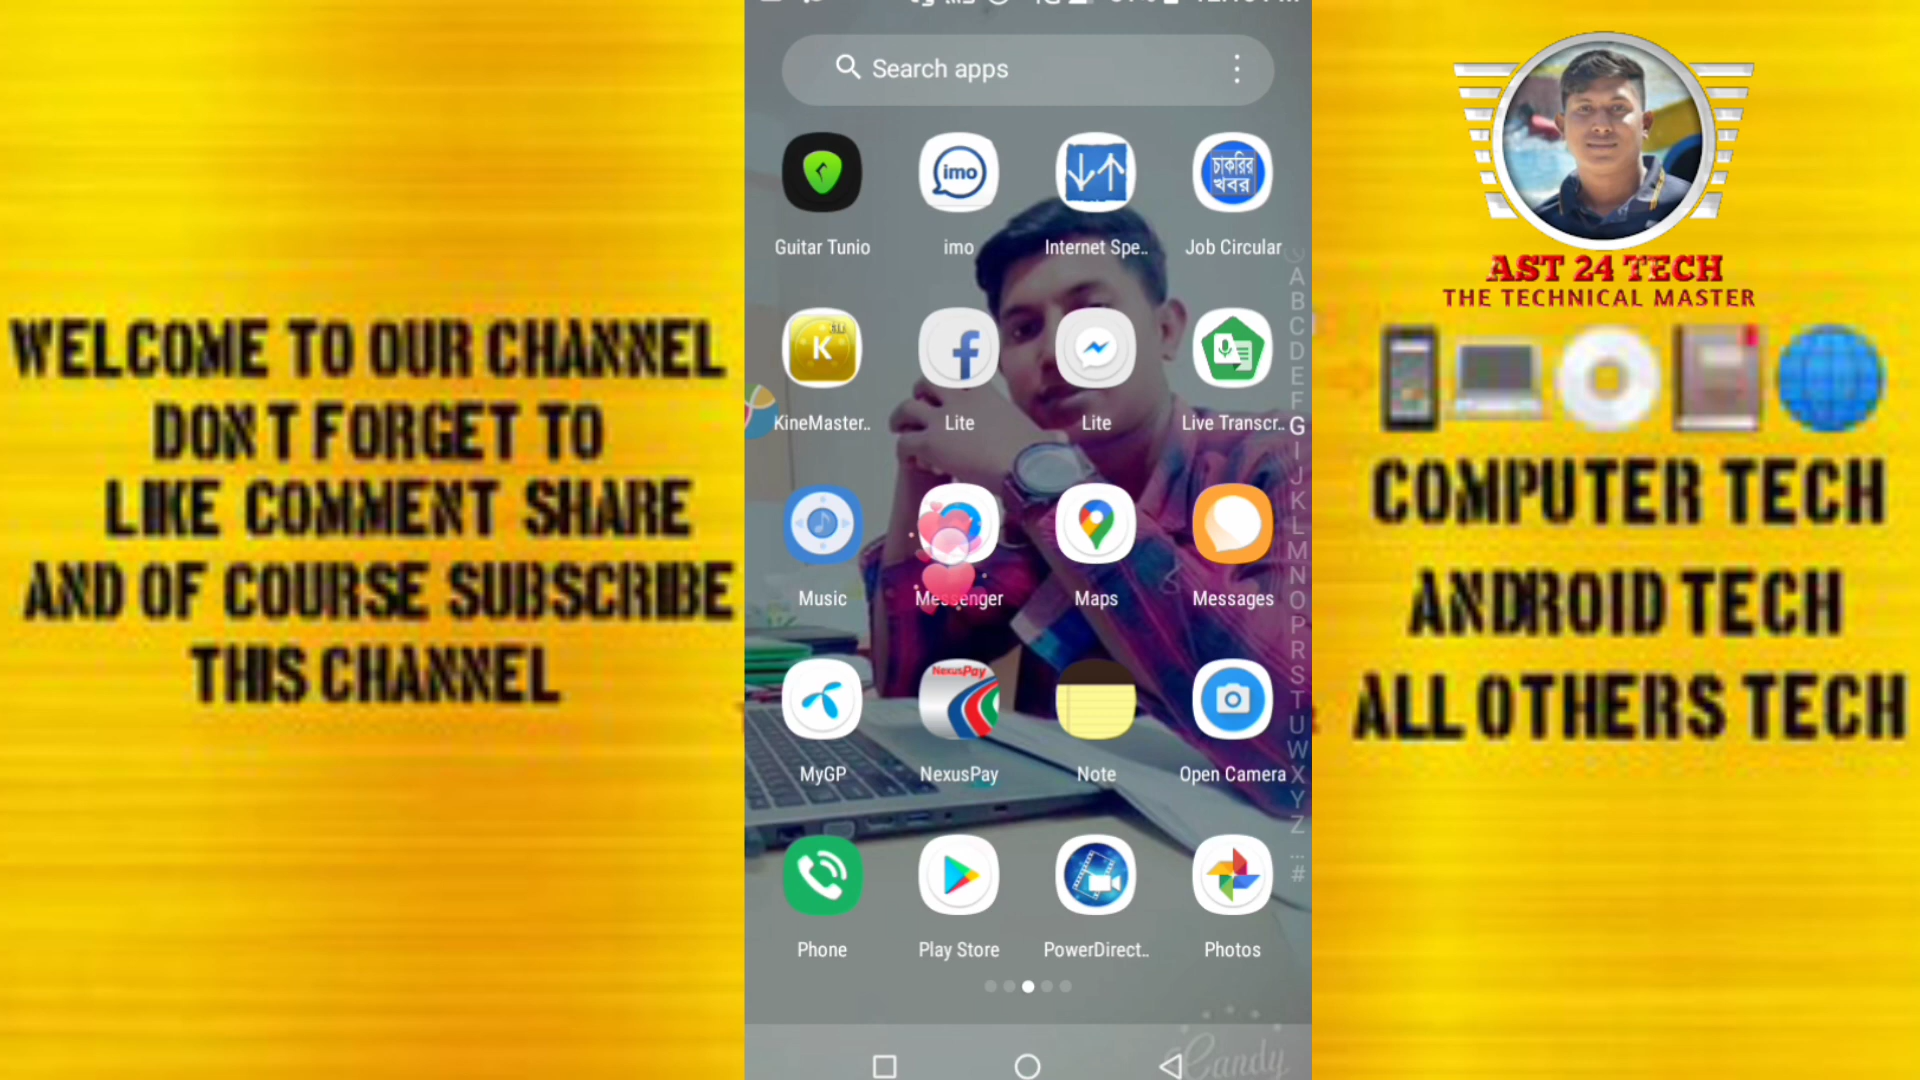 WELCOME TO OUR CHANNEL
DON T FORGET TO
LIKE COMMENT SHARE
AND OF COURSE SUBSCRIBE
THIS CHANNEL
Search apps
imo
চাকরির
খবর
Guitar Tunio
imo
Internet Spe..
Job Circular
K
KineMaster..
Lite
Lite
Live Transcr..
Music
Messenger
Maps
Messages
NexusPay
MyGP
NexusPay
Note
Open Camera
Phone
Play Store
PowerDirect..
Photos
A
B
C
D
E
F
G
I
J
K
L
M
N
O
P
R
S
T
U
W
X
Y
Z
...
#
Candy
AST 24 TECH
THE TECHNICAL MASTER
COMPUTER TECH
ANDROID TECH
ALL OTHERS TECH